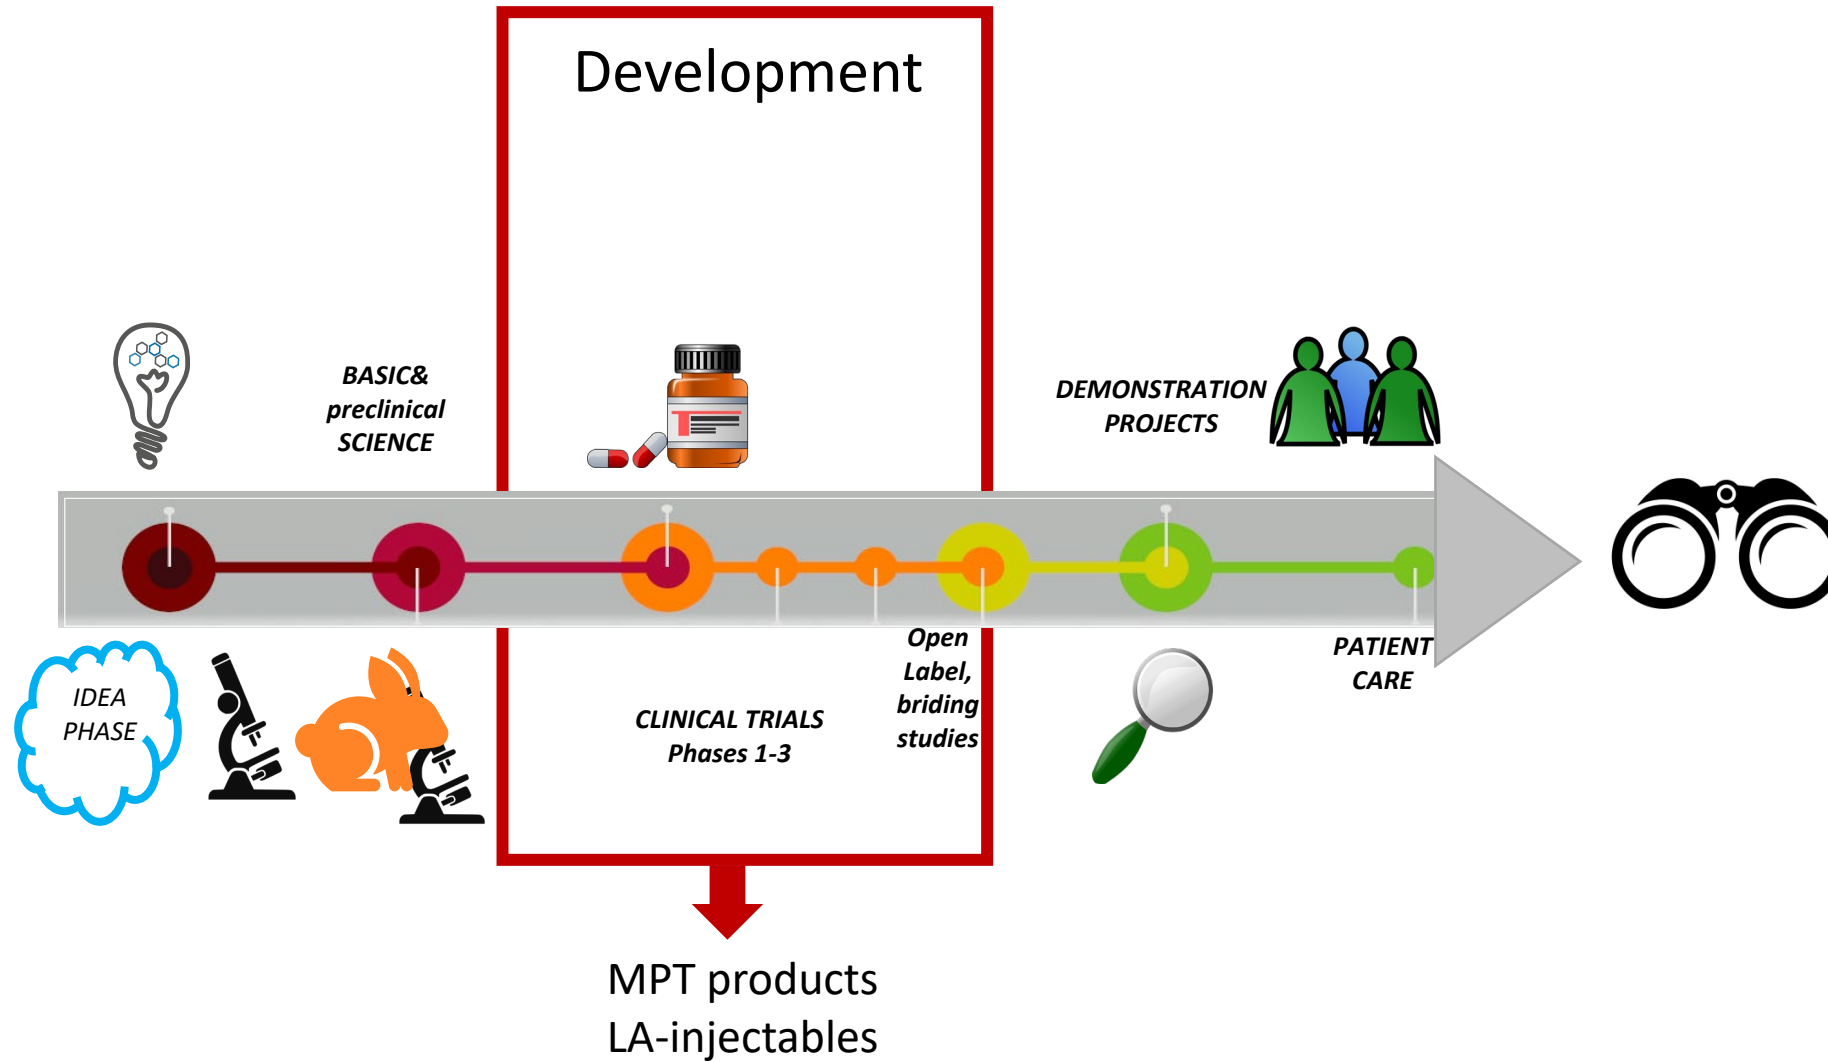 Development
BASIC&
preclinical
SCIENCE
DEMONSTRATION
PROJECTS
IDEA
PHASE
CLINICAL TRIALS
Phases 1-3
Open
Label,
briding
studies
PATIENT
CARE
MPT products
LA-injectables